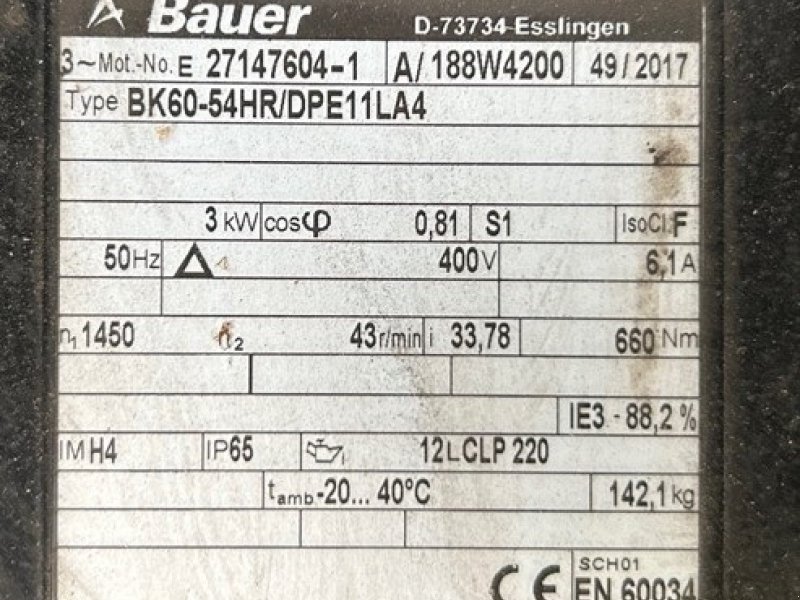 Bauer D-73734 Esslingen
3~Mot.-No. E 27147604-1 A/188W4200 49/2017
Type BK60-54HR/DPE11LA4
3 kW cosφ 0,81 S1 IsoCl. F
50Hz Δ 400V 6,1A
n₁ 1450 n₂ 43r/min i 33,78 660 Nm
IE3 - 88,2%
IM H4 IP65 12L CLP 220
tamb -20... 40°C 142,1kg
CE SCH01
EN 60034